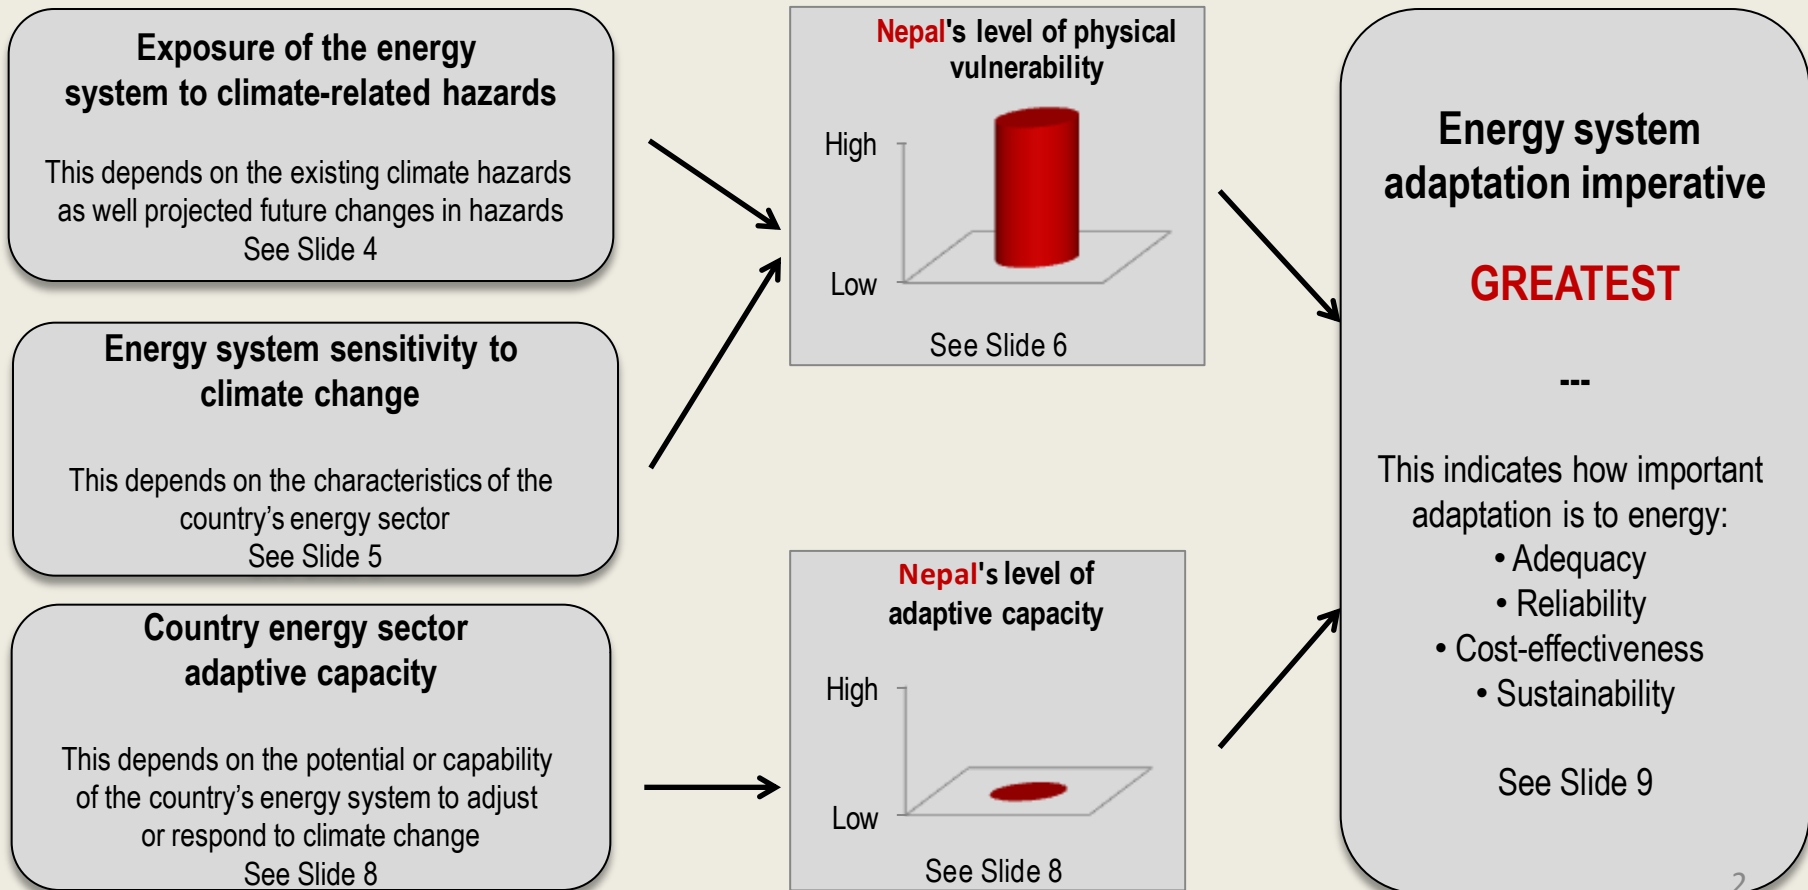 Exposure of the energy
system to climate-related hazards
This depends on the existing climate hazards
as well projected future changes in hazards
See Slide 4
Energy system sensitivity to
climate change
This depends on the characteristics of the
country’s energy sector
See Slide 5
Country energy sector
adaptive capacity
This depends on the potential or capability
of the country’s energy system to adjust
or respond to climate change
See Slide 8
Nepal's level of physical
vulnerability
High
Low
See Slide 6
Nepal's level of
adaptive capacity
High
Low
See Slide 8
Energy system
adaptation imperative
GREATEST
---
This indicates how important
adaptation is to energy:
• Adequacy
• Reliability
• Cost-effectiveness
• Sustainability
See Slide 9
2